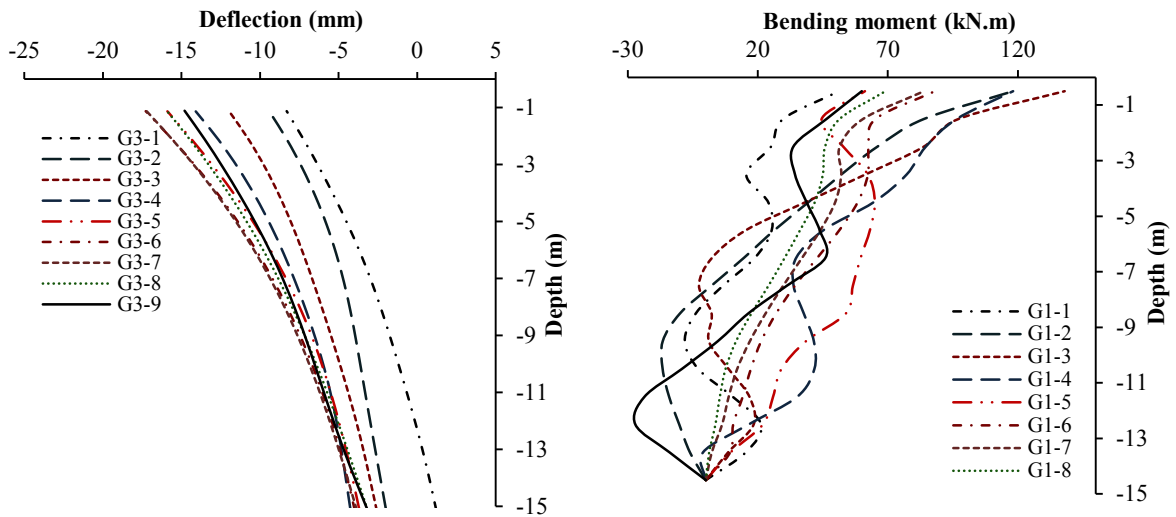 Deflection (mm)
-25 -20 -15 -10 -5 0 5
-1
-3
-5
-7
-9
-11
-13
-15
Depth (m)
G3-1
G3-2
G3-3
G3-4
G3-5
G3-6
G3-7
G3-8
G3-9
Bending moment (kN.m)
-30 20 70 120
-1
-3
-5
-7
-9
-11
-13
-15
Depth (m)
G1-1
G1-2
G1-3
G1-4
G1-5
G1-6
G1-7
G1-8